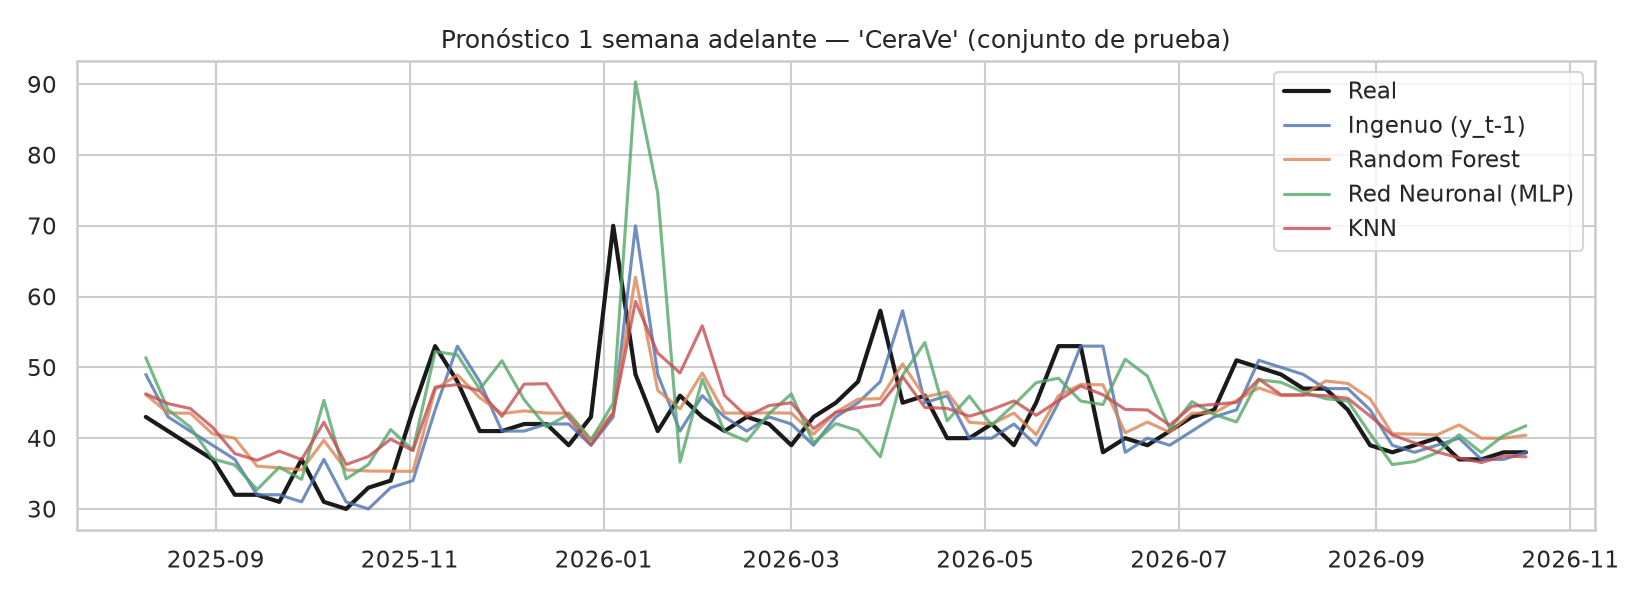 Pronóstico 1 semana adelante — 'CeraVe' (conjunto de prueba)
90
80
70
60
50
40
30
Real
Ingenuo (y_t-1)
Random Forest
Red Neuronal (MLP)
KNN
2025-09
2025-11
2026-01
2026-03
2026-05
2026-07
2026-09
2026-11